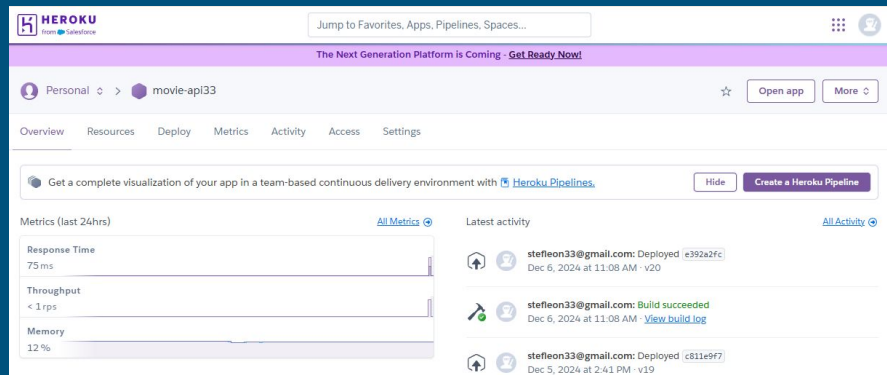 HEROKU
from Salesforce
Jump to Favorites, Apps, Pipelines, Spaces...
The Next Generation Platform is Coming - Get Ready Now!
Personal > movie-api33
Open app
More
Overview Resources Deploy Metrics Activity Access Settings
Get a complete visualization of your app in a team-based continuous delivery environment with Heroku Pipelines.
Hide
Create a Heroku Pipeline
Metrics (last 24hrs)
All Metrics
Response Time
75 ms
Throughput
< 1 rps
Memory
12 %
Latest activity
All Activity
stefleon33@gmail.com: Deployed e392a2fc
Dec 6, 2024 at 11:08 AM · v20
stefleon33@gmail.com: Build succeeded
Dec 6, 2024 at 11:08 AM · View build log
stefleon33@gmail.com: Deployed c811e9f7
Dec 5, 2024 at 2:41 PM · v19